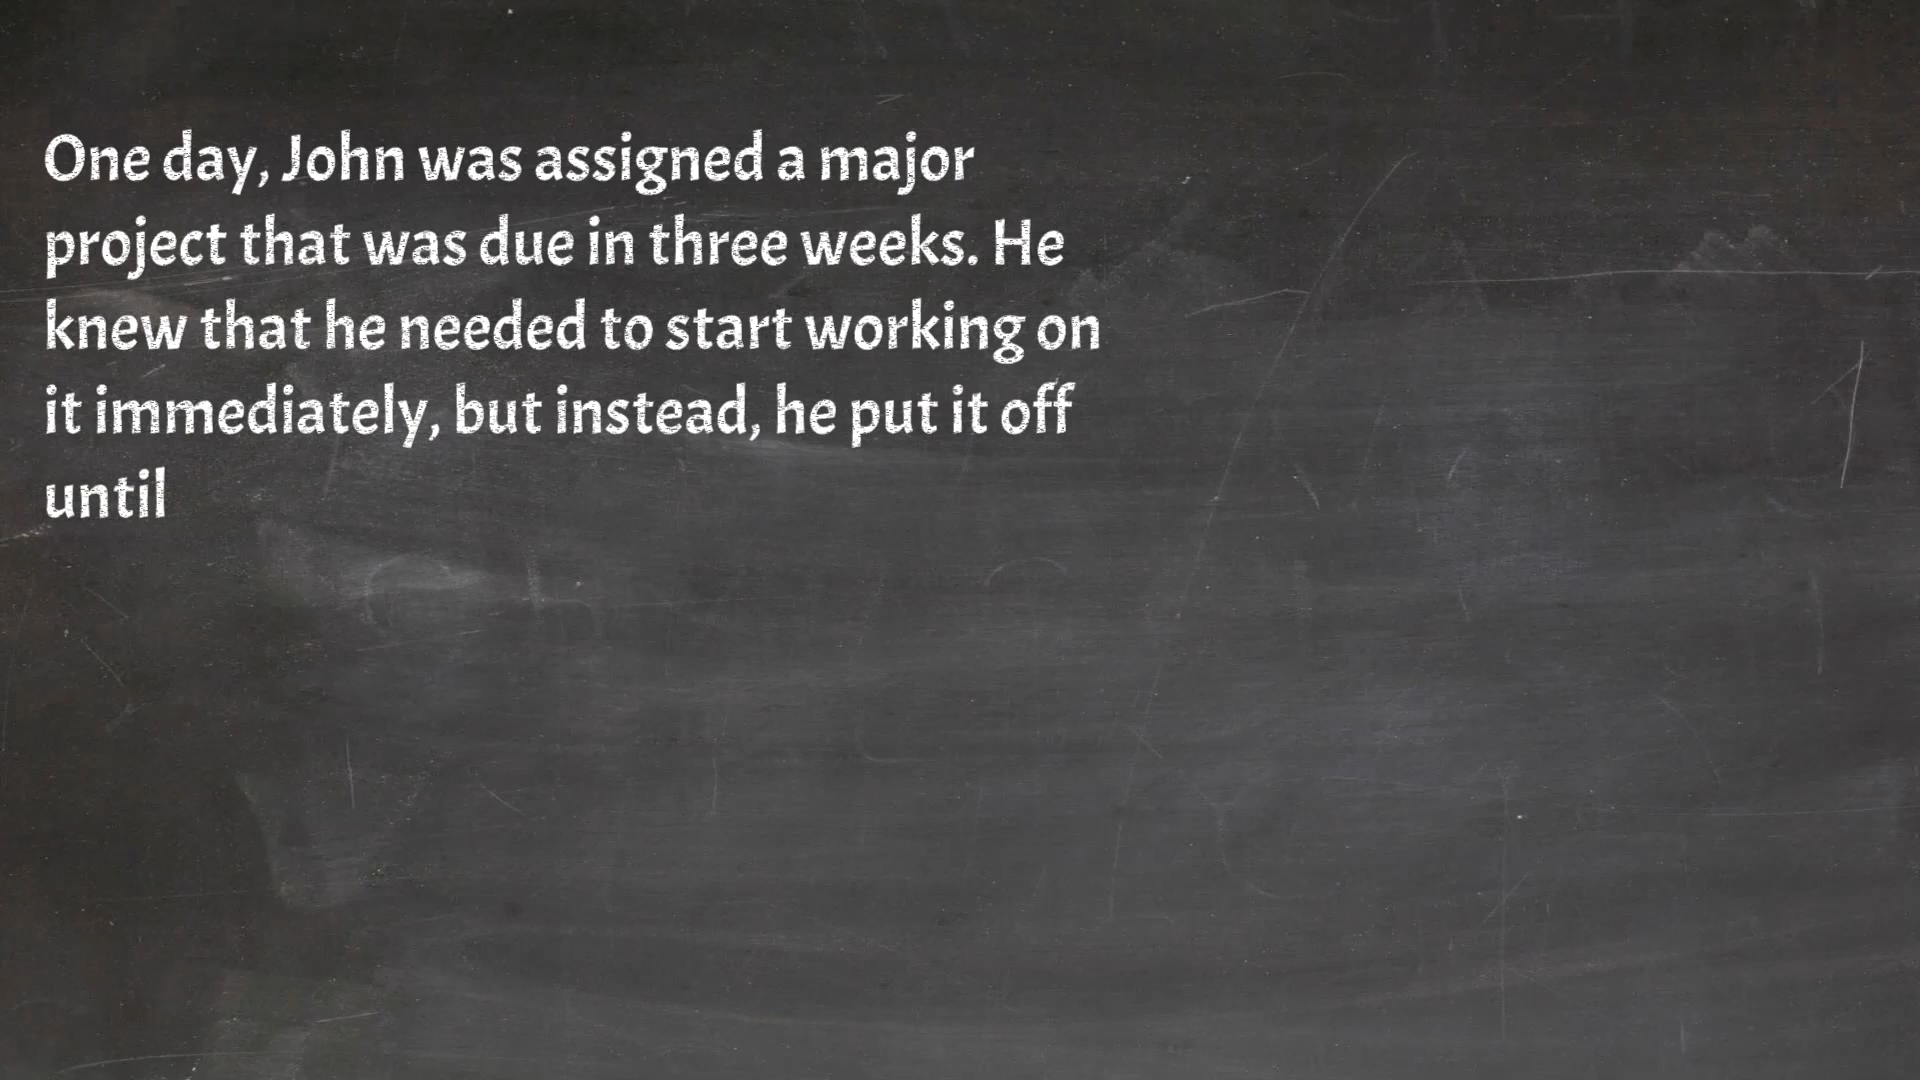 One day, John was assigned a major
project that was due in three weeks. He
knew that he needed to start working on
it immediately, but instead, he put it off
until